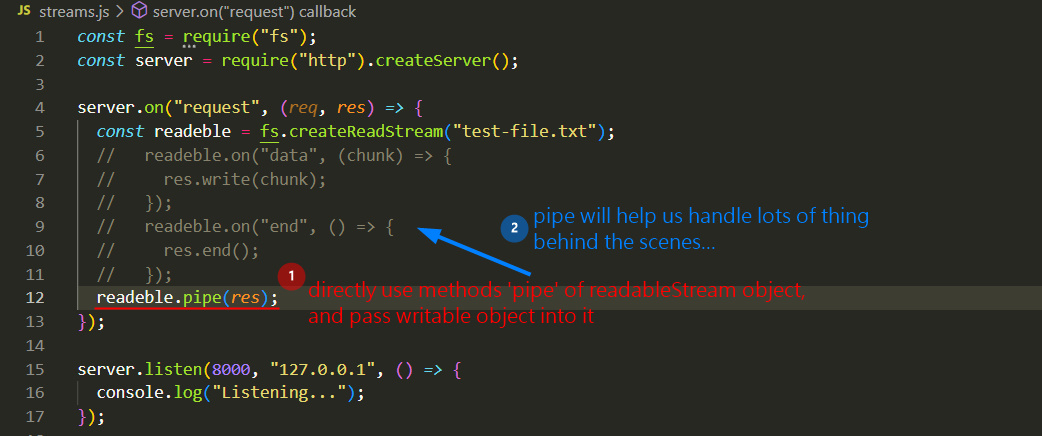 JS streams.js > server.on("request") callback
1 const fs = require("fs");
2 const server = require("http").createServer();
3
4 server.on("request", (req, res) => {
5 const readeble = fs.createReadStream("test-file.txt");
6 //   readeble.on("data", (chunk) => {
7 //     res.write(chunk);
8 //   });
9 //   readeble.on("end", () => {
10 //     res.end();
11 //   });
12 readeble.pipe(res);
13 });
14
15 server.listen(8000, "127.0.0.1", () => {
16 console.log("Listening...");
17 });
1 directly use methods 'pipe' of readableStream object,
and pass writable object into it
2 pipe will help us handle lots of thing
behind the scenes...